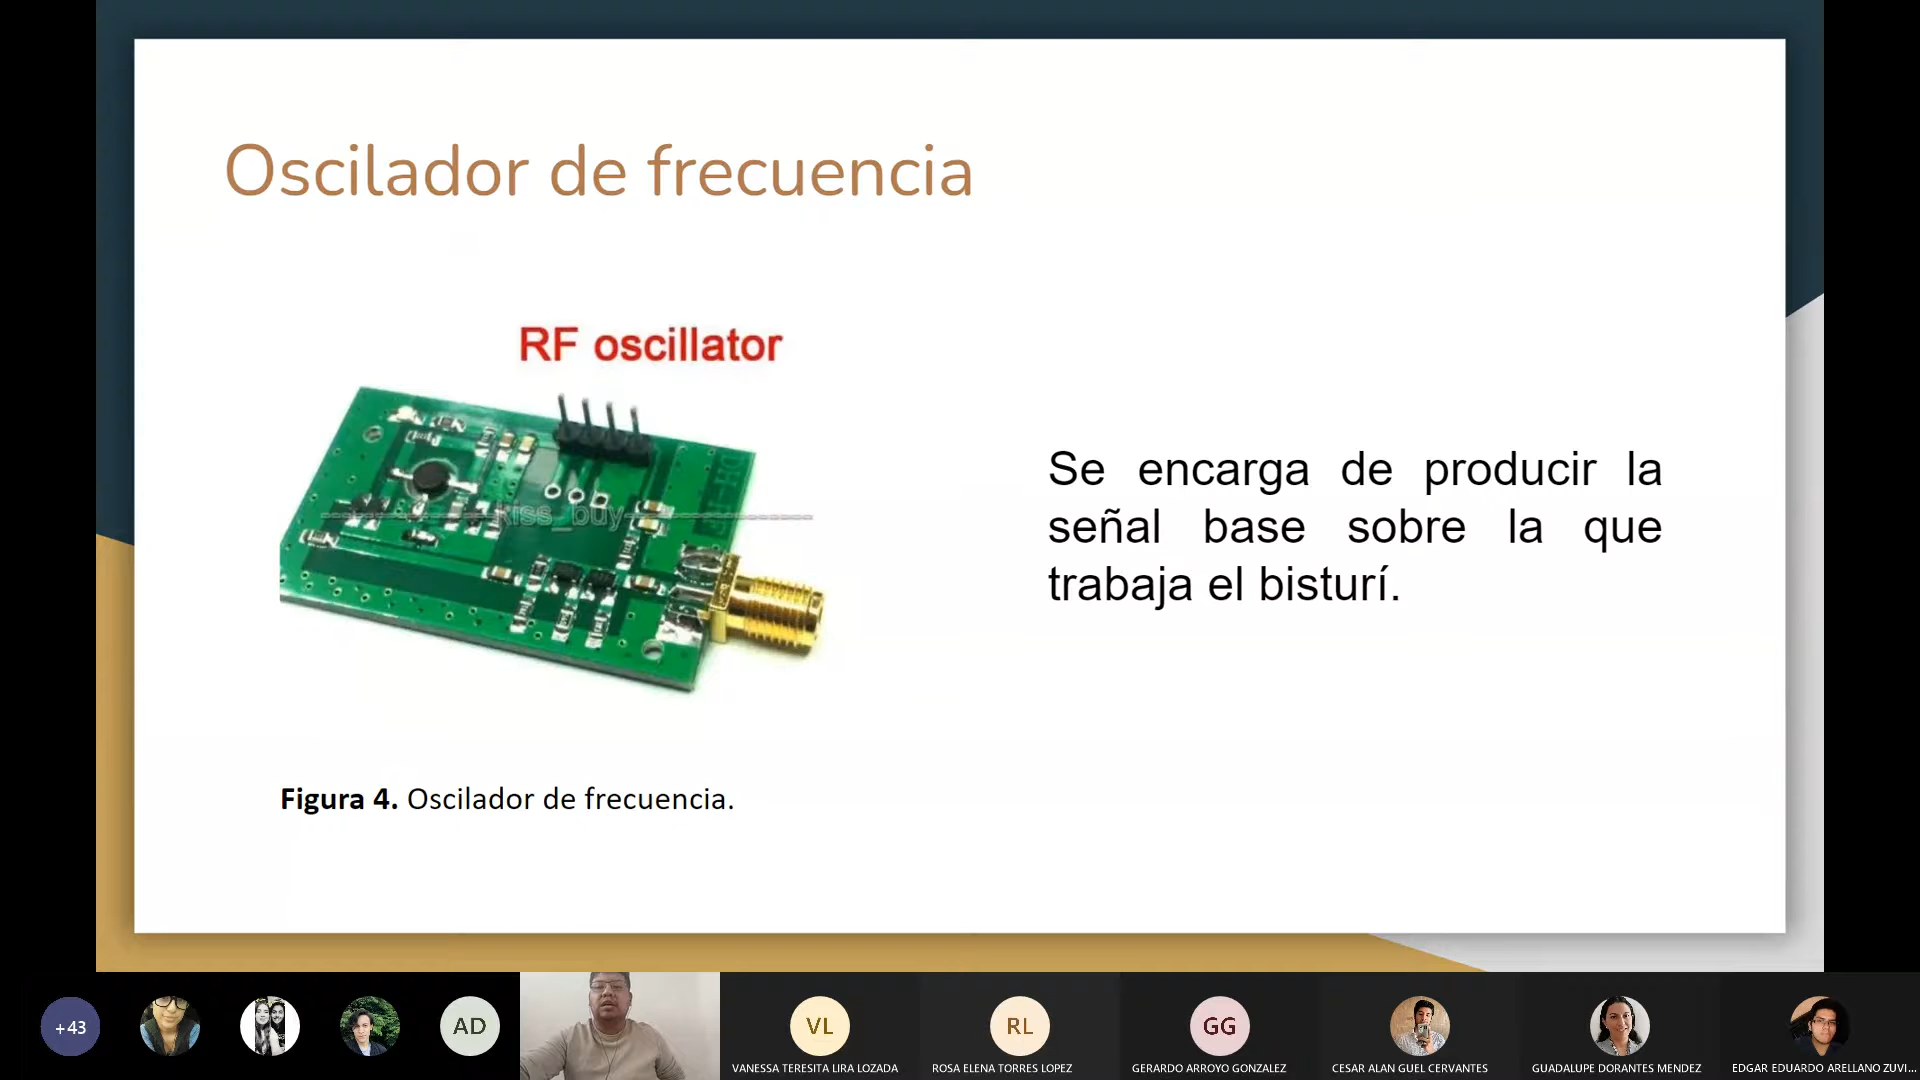 Oscilador de frecuencia
RF oscillator
kiss_buy
Se encarga de producir la
señal base sobre la que
trabaja el bisturí.
Figura 4. Oscilador de frecuencia.
+43
AD
VL
VANESSA TERESITA LIRA LOZADA
RL
ROSA ELENA TORRES LOPEZ
GG
GERARDO ARROYO GONZALEZ
CESAR ALAN GUEL CERVANTES
GUADALUPE DORANTES MENDEZ
EDGAR EDUARDO ARELLANO ZUVI...